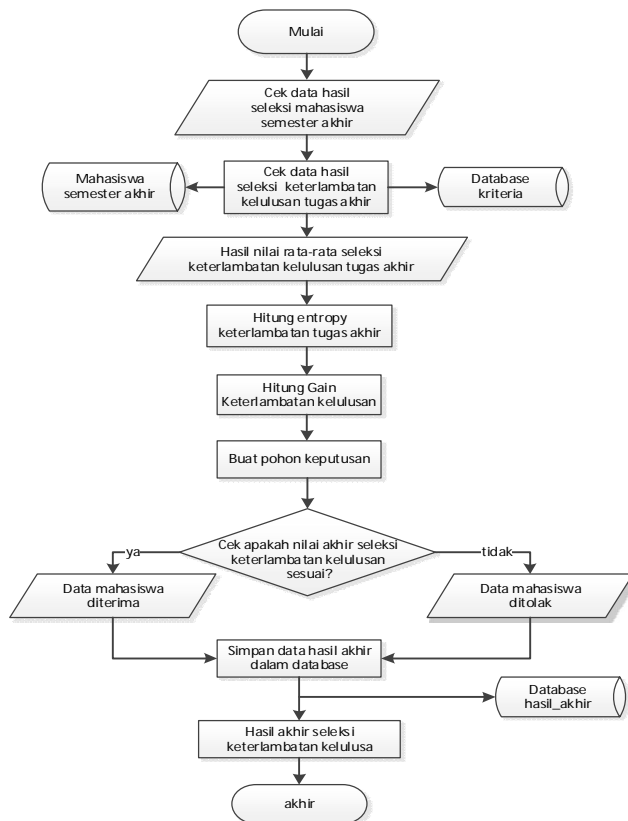 Mulai
Cek data hasil
seleksi mahasiswa
semester akhir
Mahasiswa
semester akhir
Cek data hasil
seleksi keterlambatan
kelulusan tugas akhir
Database
kriteria
Hasil nilai rata-rata seleksi
keterlambatan kelulusan tugas akhir
Hitung entropy
keterlambatan tugas akhir
Hitung Gain
Keterlambatan kelulusan
Buat pohon keputusan
Cek apakah nilai akhir seleksi
keterlambatan kelulusan
sesuai?
ya
tidak
Data mahasiswa
diterima
Data mahasiswa
ditolak
Simpan data hasil akhir
dalam database
Database
hasil_akhir
Hasil akhir seleksi
keterlambatan kelulusa
akhir